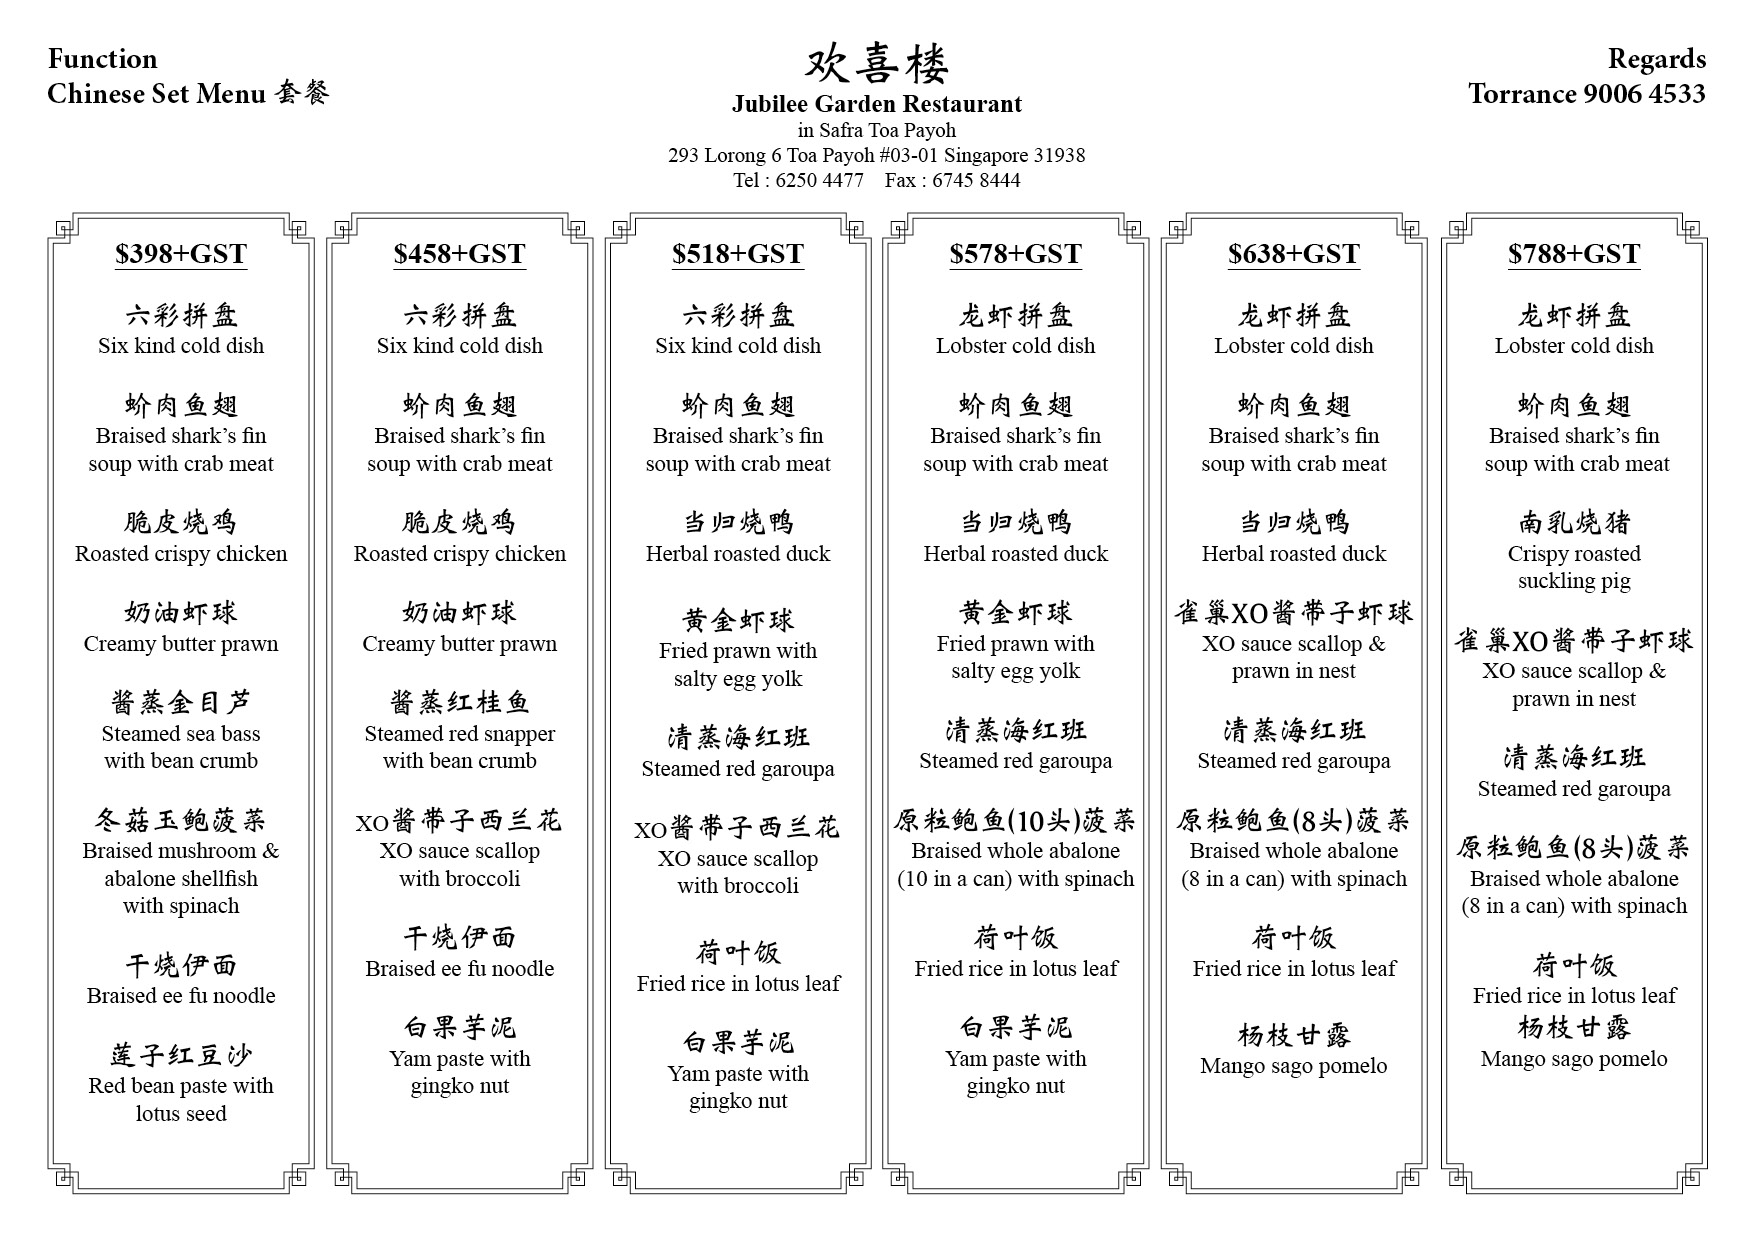 Function
Chinese Set Menu 套餐
欢喜楼
Jubilee Garden Restaurant
in Safra Toa Payoh
293 Lorong 6 Toa Payoh #03-01 Singapore 31938
Tel : 6250 4477 Fax : 6745 8444
Regards
Torrance 9006 4533
$398+GST
六彩拼盘
Six kind cold dish
蚧肉鱼翅
Braised shark’s fin
soup with crab meat
脆皮烧鸡
Roasted crispy chicken
奶油虾球
Creamy butter prawn
酱蒸金目芦
Steamed sea bass
with bean crumb
冬菇玉鲍菠菜
Braised mushroom &
abalone shellfish
with spinach
干烧伊面
Braised ee fu noodle
莲子红豆沙
Red bean paste with
lotus seed
$458+GST
六彩拼盘
Six kind cold dish
蚧肉鱼翅
Braised shark’s fin
soup with crab meat
脆皮烧鸡
Roasted crispy chicken
奶油虾球
Creamy butter prawn
酱蒸红桂鱼
Steamed red snapper
with bean crumb
XO酱带子西兰花
XO sauce scallop
with broccoli
干烧伊面
Braised ee fu noodle
白果芋泥
Yam paste with
gingko nut
$518+GST
六彩拼盘
Six kind cold dish
蚧肉鱼翅
Braised shark’s fin
soup with crab meat
当归烧鸭
Herbal roasted duck
黄金虾球
Fried prawn with
salty egg yolk
清蒸海红班
Steamed red garoupa
XO酱带子西兰花
XO sauce scallop
with broccoli
荷叶饭
Fried rice in lotus leaf
白果芋泥
Yam paste with
gingko nut
$578+GST
龙虾拼盘
Lobster cold dish
蚧肉鱼翅
Braised shark’s fin
soup with crab meat
当归烧鸭
Herbal roasted duck
黄金虾球
Fried prawn with
salty egg yolk
清蒸海红班
Steamed red garoupa
原粒鲍鱼(10头)菠菜
Braised whole abalone
(10 in a can) with spinach
荷叶饭
Fried rice in lotus leaf
白果芋泥
Yam paste with
gingko nut
$638+GST
龙虾拼盘
Lobster cold dish
蚧肉鱼翅
Braised shark’s fin
soup with crab meat
当归烧鸭
Herbal roasted duck
雀巢XO酱带子虾球
XO sauce scallop &
prawn in nest
清蒸海红班
Steamed red garoupa
原粒鲍鱼(8头)菠菜
Braised whole abalone
(8 in a can) with spinach
荷叶饭
Fried rice in lotus leaf
杨枝甘露
Mango sago pomelo
$788+GST
龙虾拼盘
Lobster cold dish
蚧肉鱼翅
Braised shark’s fin
soup with crab meat
南乳烧猪
Crispy roasted
suckling pig
雀巢XO酱带子虾球
XO sauce scallop &
prawn in nest
清蒸海红班
Steamed red garoupa
原粒鲍鱼(8头)菠菜
Braised whole abalone
(8 in a can) with spinach
荷叶饭
Fried rice in lotus leaf
杨枝甘露
Mango sago pomelo